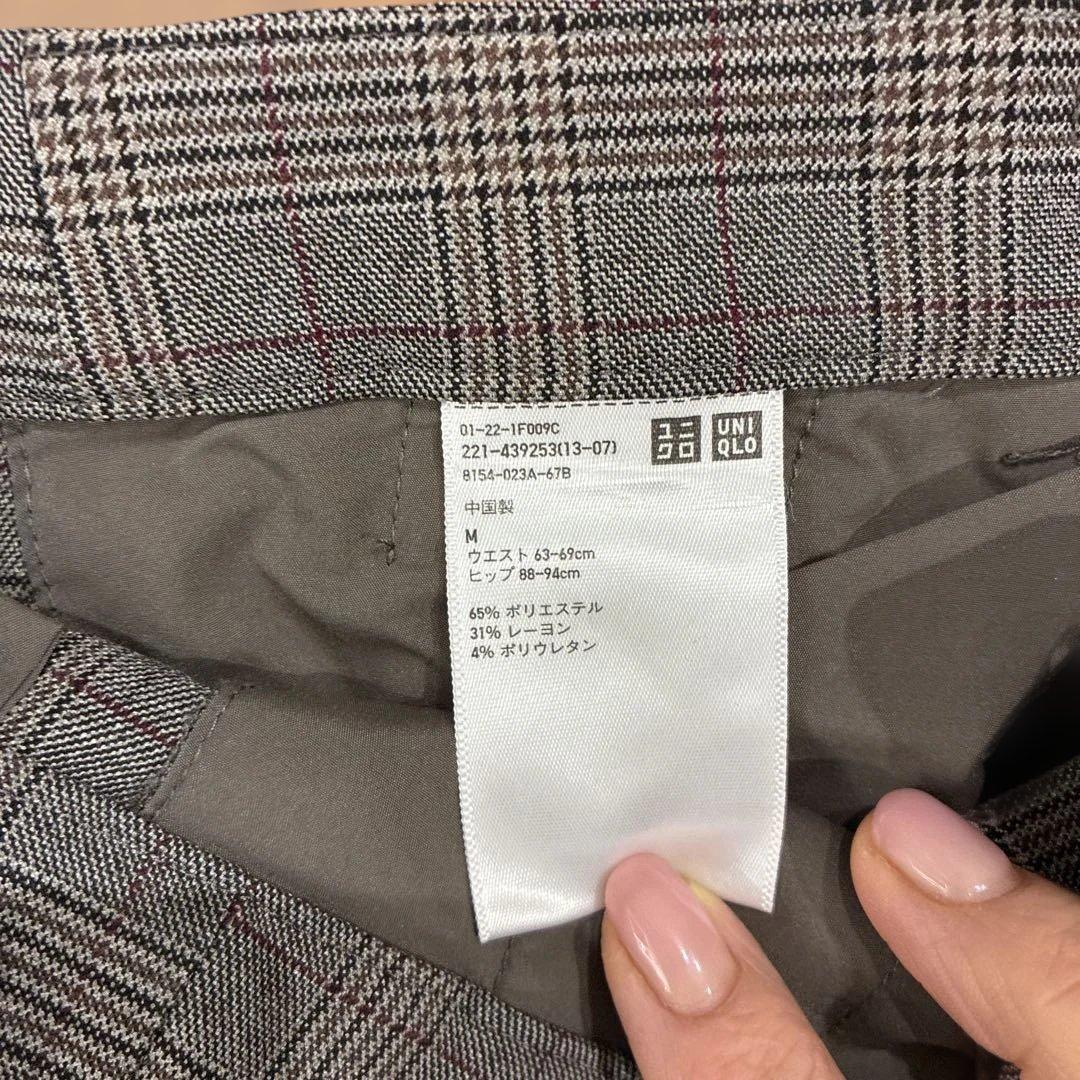 01-22-1F009C
221-439253(13-07)
8154-023A-67B
ユニクロ
UNIQLO
中国製
M
ウエスト 63-69cm
ヒップ 88-94cm
65% ポリエステル
31% レーヨン
4% ポリウレタン